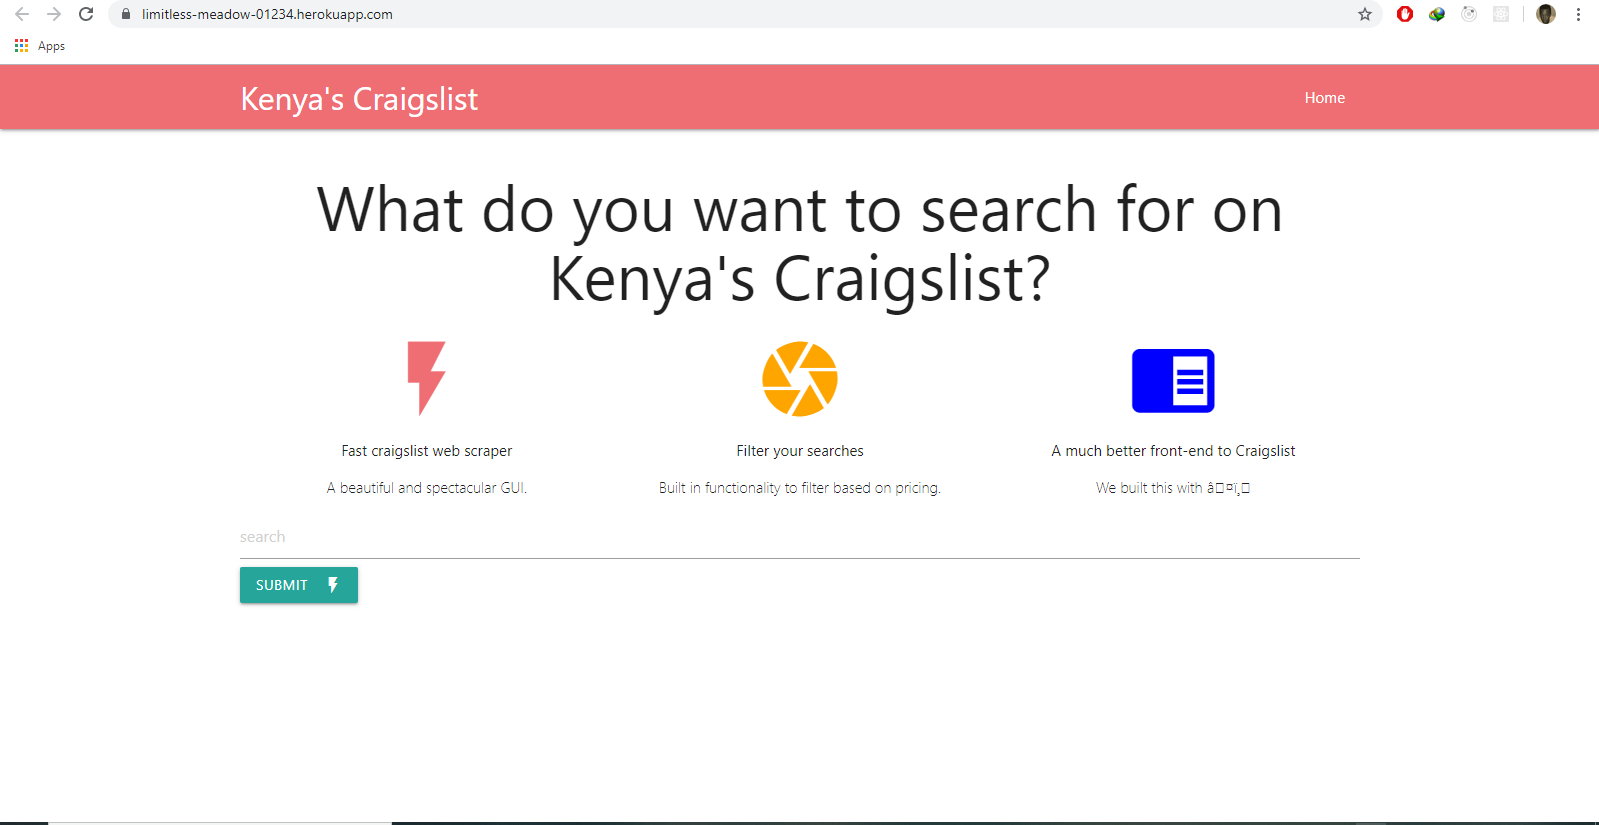 limitless-meadow-01234.herokuapp.com
Apps
Kenya's Craigslist
Home
What do you want to search for on
Kenya's Craigslist?
Fast craigslist web scraper
Filter your searches
A much better front-end to Craigslist
A beautiful and spectacular GUI.
Built in functionality to filter based on pricing.
We built this with â□¤ï¸□
search
SUBMIT